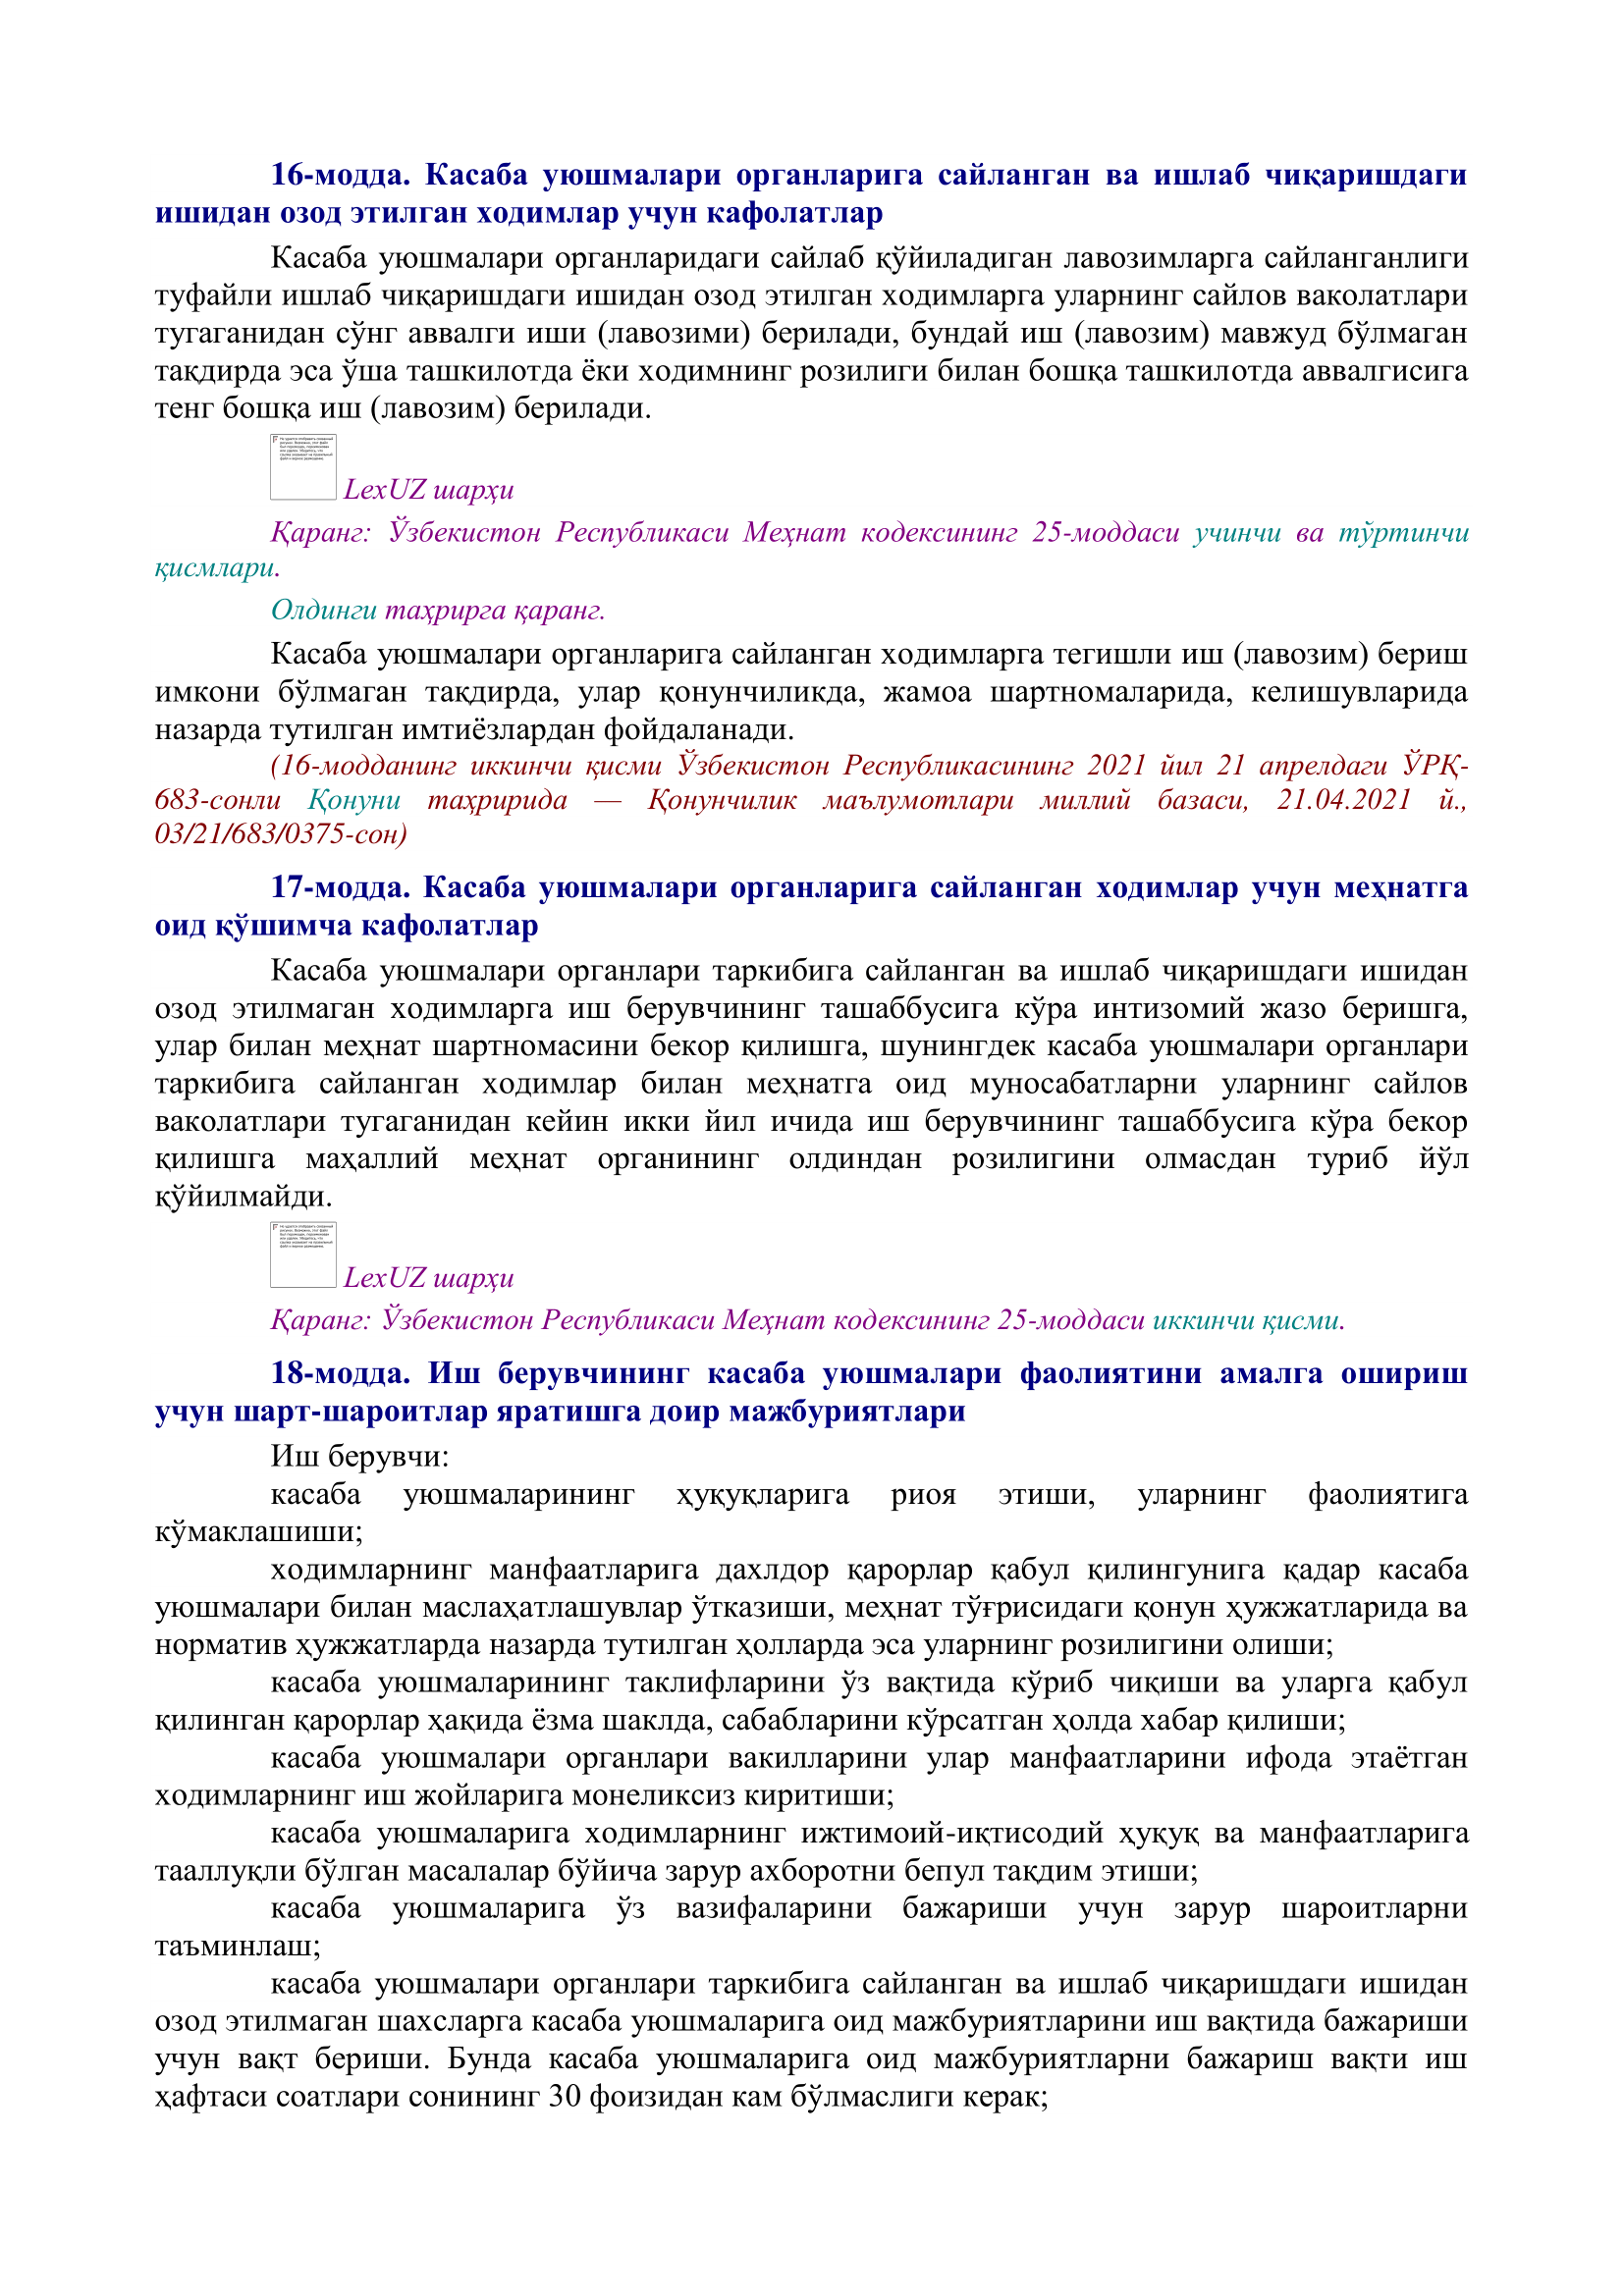 16-модда. Касаба уюшмалари органларига сайланган ва ишлаб чиқаришдаги
ишидан озод этилган ходимлар учун кафолатлар
Касаба уюшмалари органларидаги сайлаб қўйиладиган лавозимларга сайланганлиги
туфайли ишлаб чиқаришдаги ишидан озод этилган ходимларга уларнинг сайлов ваколатлари
тугаганидан сўнг аввалги иши (лавозими) берилади, бундай иш (лавозим) мавжуд бўлмаган
тақдирда эса ўша ташкилотда ёки ходимнинг розилиги билан бошқа ташкилотда аввалгисига
тенг бошқа иш (лавозим) берилади.
LexUZ шарҳи
Қаранг: Ўзбекистон Республикаси Меҳнат кодексининг 25-моддаси учинчи ва тўртинчи
қисмлари.
Олдинги таҳрирга қаранг.
Касаба уюшмалари органларига сайланган ходимларга тегишли иш (лавозим) бериш
имкони бўлмаган тақдирда, улар қонунчиликда, жамоа шартномаларида, келишувларида
назарда тутилган имтиёзлардан фойдаланади.
(16-модданинг иккинчи қисми Ўзбекистон Республикасининг 2021 йил 21 апрелдаги ЎРҚ-
683-сонли Қонуни таҳририда — Қонунчилик маълумотлари миллий базаси, 21.04.2021 й.,
03/21/683/0375-сон)
17-модда. Касаба уюшмалари органларига сайланган ходимлар учун меҳнатга
оид қўшимча кафолатлар
Касаба уюшмалари органлари таркибига сайланган ва ишлаб чиқаришдаги ишидан
озод этилмаган ходимларга иш берувчининг ташаббусига кўра интизомий жазо беришга,
улар билан меҳнат шартномасини бекор қилишга, шунингдек касаба уюшмалари органлари
таркибига сайланган ходимлар билан меҳнатга оид муносабатларни уларнинг сайлов
ваколатлари тугаганидан кейин икки йил ичида иш берувчининг ташаббусига кўра бекор
қилишга маҳаллий меҳнат органининг олдиндан розилигини олмасдан туриб йўл
қўйилмайди.
LexUZ шарҳи
Қаранг: Ўзбекистон Республикаси Меҳнат кодексининг 25-моддаси иккинчи қисми.
18-модда. Иш берувчининг касаба уюшмалари фаолиятини амалга ошириш
учун шарт-шароитлар яратишга доир мажбуриятлари
Иш берувчи:
касаба уюшмаларининг ҳуқуқларига риоя этиши, уларнинг фаолиятига
кўмаклашиши;
ходимларнинг манфаатларига дахлдор қарорлар қабул қилингунига қадар касаба
уюшмалари билан маслаҳатлашувлар ўтказиши, меҳнат тўғрисидаги қонун ҳужжатларида ва
норматив ҳужжатларда назарда тутилган ҳолларда эса уларнинг розилигини олиши;
касаба уюшмаларининг таклифларини ўз вақтида кўриб чиқиши ва уларга қабул
қилинган қарорлар ҳақида ёзма шаклда, сабабларини кўрсатган ҳолда хабар қилиши;
касаба уюшмалари органлари вакилларини улар манфаатларини ифода этаётган
ходимларнинг иш жойларига монеликсиз киритиши;
касаба уюшмаларига ходимларнинг ижтимоий-иқтисодий ҳуқуқ ва манфаатларига
тааллуқли бўлган масалалар бўйича зарур ахборотни бепул тақдим этиши;
касаба уюшмаларига ўз вазифаларини бажариши учун зарур шароитларни
таъминлаш;
касаба уюшмалари органлари таркибига сайланган ва ишлаб чиқаришдаги ишидан
озод этилмаган шахсларга касаба уюшмаларига оид мажбуриятларини иш вақтида бажариши
учун вақт бериши. Бунда касаба уюшмаларига оид мажбуриятларни бажариш вақти иш
ҳафтаси соатлари сонининг 30 фоизидан кам бўлмаслиги керак;